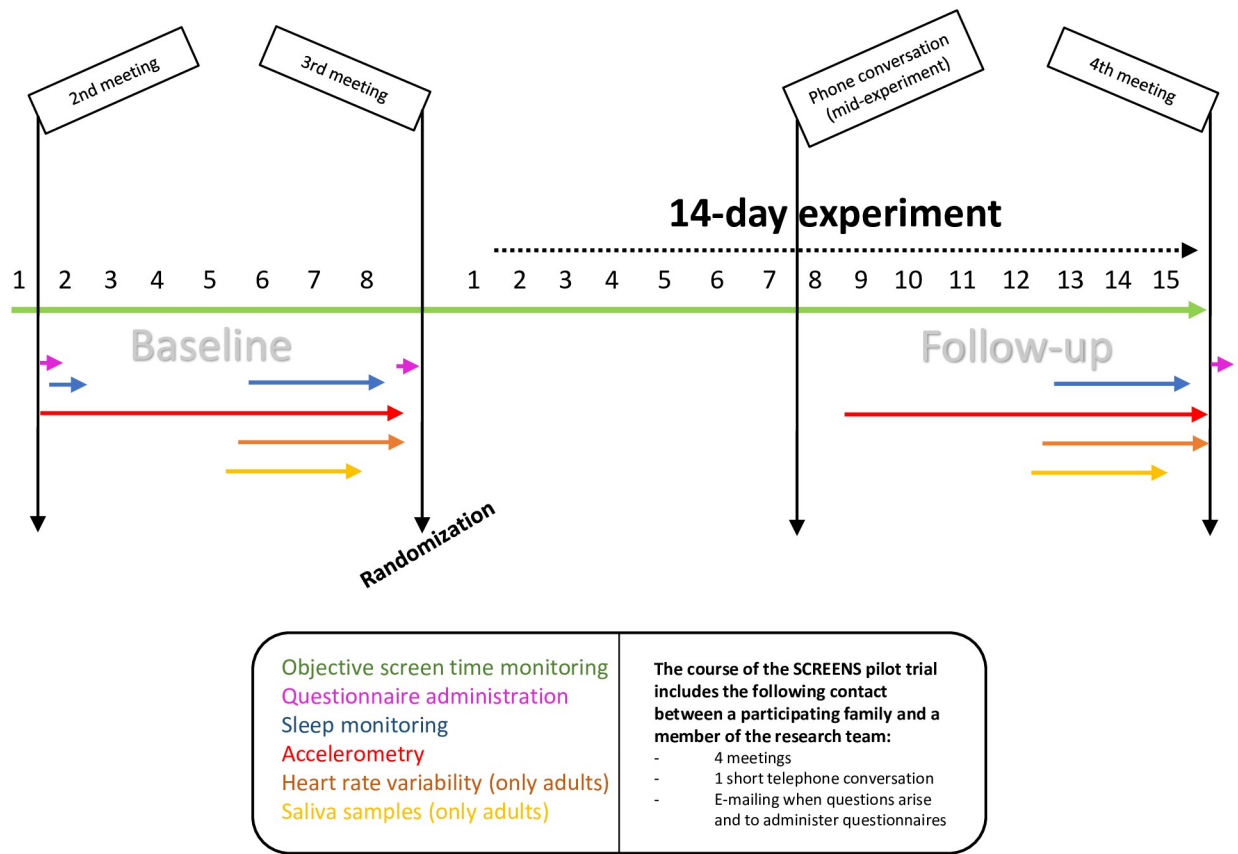 2nd meeting
3rd meeting
Phone conversation
(mid-experiment)
4th meeting
14-day experiment
1 2 3 4 5 6 7 8 1 2 3 4 5 6 7 8 9 10 11 12 13 14 15
Baseline
Follow-up
Randomization
Objective screen time monitoring
Questionnaire administration
Sleep monitoring
Accelerometry
Heart rate variability (only adults)
Saliva samples (only adults)
The course of the SCREENS pilot trial
includes the following contact
between a participating family and a
member of the research team:
- 4 meetings
- 1 short telephone conversation
- E-mailing when questions arise
and to administer questionnaires